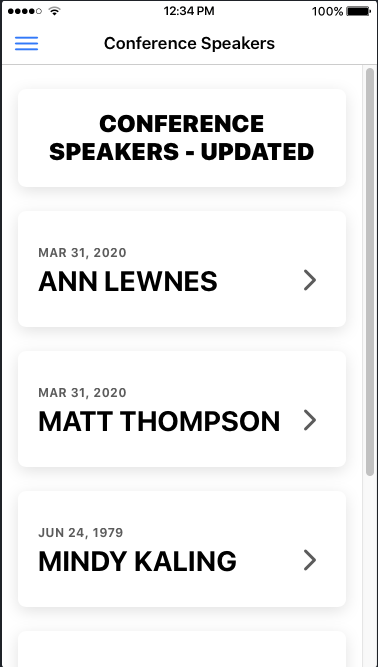 12:34 PM
100%
Conference Speakers
CONFERENCE
SPEAKERS - UPDATED
MAR 31, 2020
ANN LEWNES
MAR 31, 2020
MATT THOMPSON
JUN 24, 1979
MINDY KALING